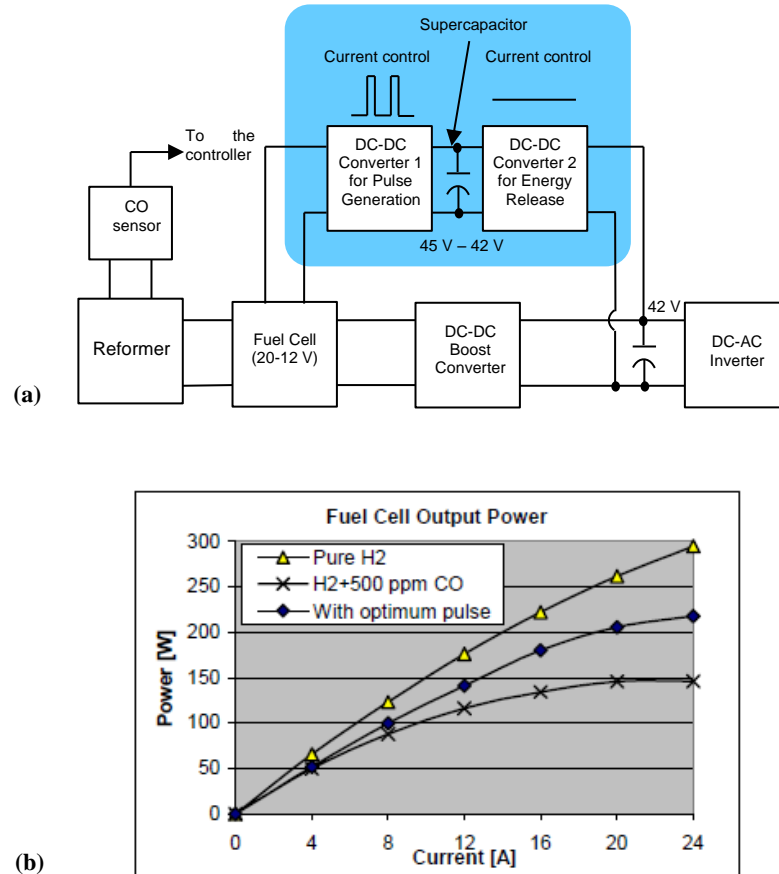 Supercapacitor
Current control
Current control
To the
controller
DC-DC
Converter 1
for Pulse
Generation
DC-DC
Converter 2
for Energy
Release
CO
sensor
45 V – 42 V
42 V
Reformer
Fuel Cell
(20-12 V)
DC-DC
Boost
Converter
DC-AC
Inverter
(a)
Fuel Cell Output Power
300
250
200
150
100
50
0
Power [W]
Pure H2
H2+500 ppm CO
With optimum pulse
0 4 8 12 16 20 24
Current [A]
(b)